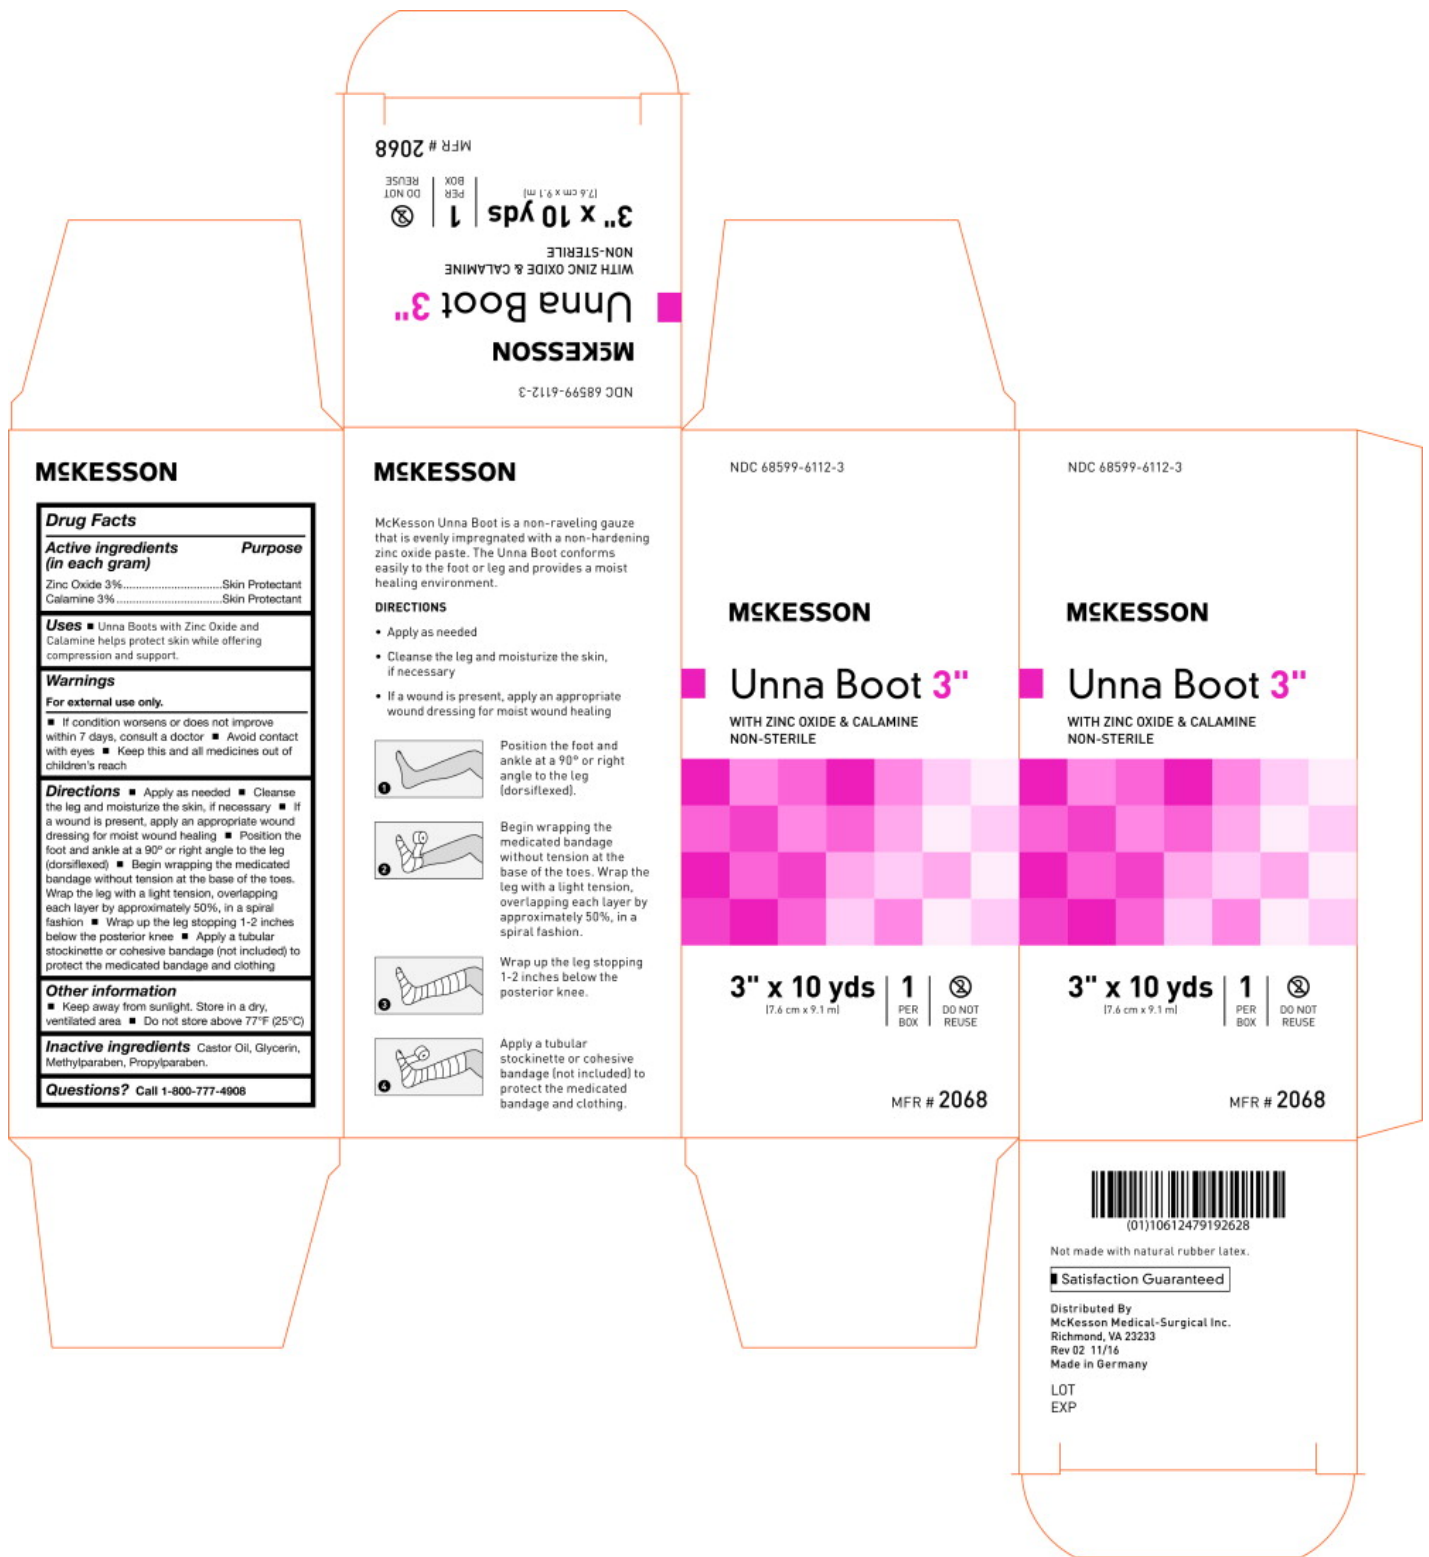 MFR # 2068
3" x 10 yds
(7.6 cm x 9.1 m)
1
PER
BOX
DO NOT
REUSE
WITH ZINC OXIDE & CALAMINE
NON-STERILE
Unna Boot 3"
McKESSON
NDC 68599-6112-3
McKESSON
Drug Facts
Active ingredients Purpose
(in each gram)
Zinc Oxide 3%................................Skin Protectant
Calamine 3%..................................Skin Protectant
Uses ■ Unna Boots with Zinc Oxide and
Calamine helps protect skin while offering
compression and support.
Warnings
For external use only.
■ If condition worsens or does not improve
within 7 days, consult a doctor ■ Avoid contact
with eyes ■ Keep this and all medicines out of
children's reach
Directions ■ Apply as needed ■ Cleanse
the leg and moisturize the skin, if necessary ■ If
a wound is present, apply an appropriate wound
dressing for moist wound healing ■ Position the
foot and ankle at a 90º or right angle to the leg
(dorsiflexed) ■ Begin wrapping the medicated
bandage without tension at the base of the toes.
Wrap the leg with a light tension, overlapping
each layer by approximately 50%, in a spiral
fashion ■ Wrap up the leg stopping 1-2 inches
below the posterior knee ■ Apply a tubular
stockinette or cohesive bandage (not included) to
protect the medicated bandage and clothing
Other information
■ Keep away from sunlight. Store in a dry,
ventilated area ■ Do not store above 77°F (25°C)
Inactive ingredients Castor Oil, Glycerin,
Methylparaben, Propylparaben.
Questions? Call 1-800-777-4908
McKESSON
McKesson Unna Boot is a non-raveling gauze
that is evenly impregnated with a non-hardening
zinc oxide paste. The Unna Boot conforms
easily to the foot or leg and provides a moist
healing environment.
DIRECTIONS
• Apply as needed
• Cleanse the leg and moisturize the skin,
if necessary
• If a wound is present, apply an appropriate
wound dressing for moist wound healing
1
Position the foot and
ankle at a 90° or right
angle to the leg
(dorsiflexed).
2
Begin wrapping the
medicated bandage
without tension at the
base of the toes. Wrap the
leg with a light tension,
overlapping each layer by
approximately 50%, in a
spiral fashion.
3
Wrap up the leg stopping
1-2 inches below the
posterior knee.
4
Apply a tubular
stockinette or cohesive
bandage (not included) to
protect the medicated
bandage and clothing.
NDC 68599-6112-3
McKESSON
Unna Boot 3"
WITH ZINC OXIDE & CALAMINE
NON-STERILE
3" x 10 yds
(7.6 cm x 9.1 m)
1
PER
BOX
2
DO NOT
REUSE
MFR # 2068
NDC 68599-6112-3
McKESSON
Unna Boot 3"
WITH ZINC OXIDE & CALAMINE
NON-STERILE
3" x 10 yds
(7.6 cm x 9.1 m)
1
PER
BOX
2
DO NOT
REUSE
MFR # 2068
(01)10612479192628
Not made with natural rubber latex.
Satisfaction Guaranteed
Distributed By
McKesson Medical-Surgical Inc.
Richmond, VA 23233
Rev 02 11/16
Made in Germany
LOT
EXP